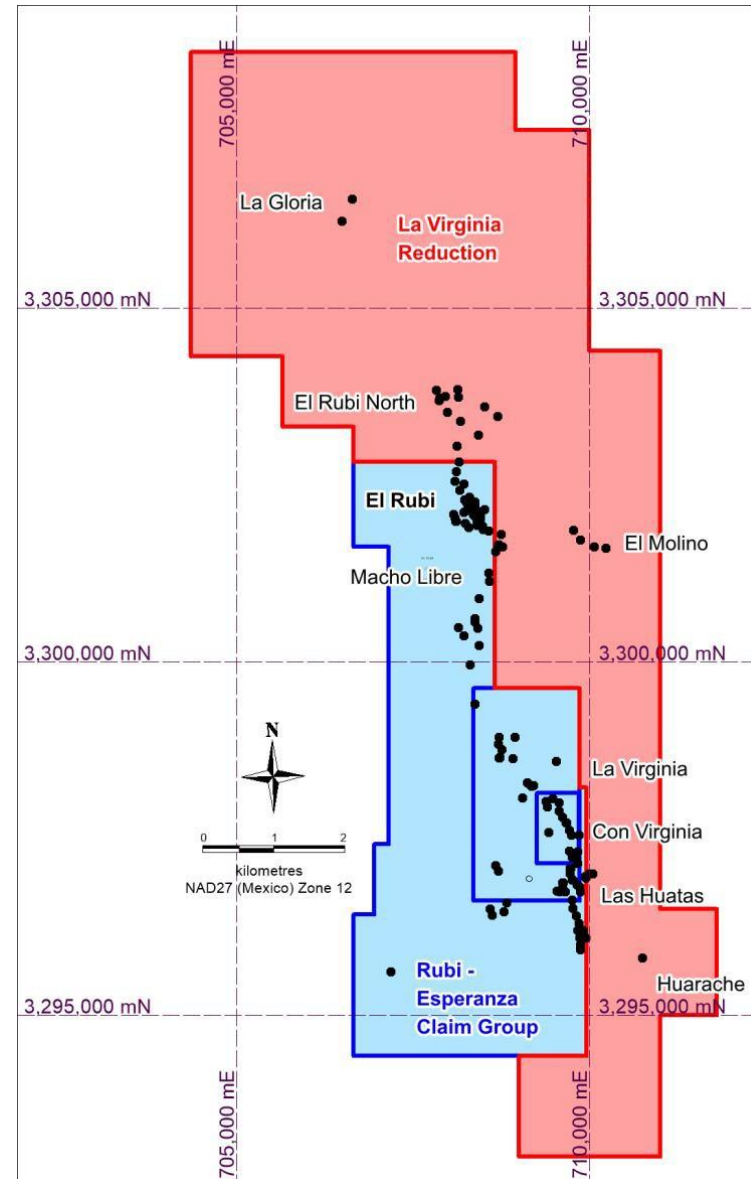 705,000 mE
710,000 mE
La Gloria
La Virginia
Reduction
3,305,000 mN
3,305,000 mN
El Rubi North
El Rubi
El Molino
Macho Libre
3,300,000 mN
3,300,000 mN
N
La Virginia
0 1 2
Con Virginia
kilometres
NAD27 (Mexico) Zone 12
Las Huatas
Rubi -
Esperanza
Claim Group
Huarache
3,295,000 mN
3,295,000 mN
705,000 mE
710,000 mE